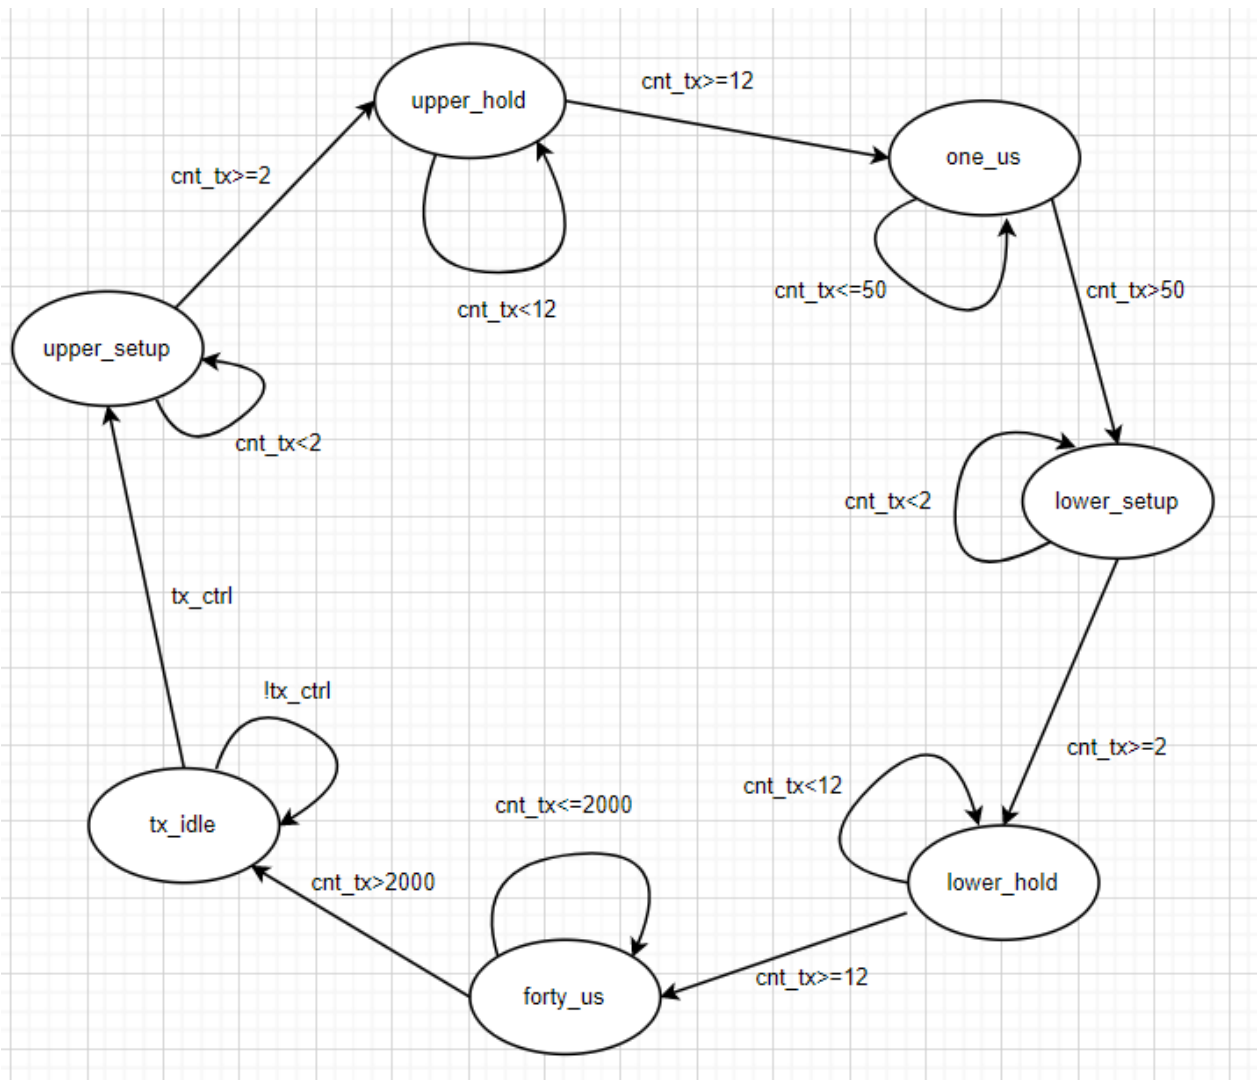 upper_hold
cnt_tx>=12
one_us
cnt_tx>=2
cnt_tx<12
cnt_tx<=50
cnt_tx>50
upper_setup
cnt_tx<2
cnt_tx<2
lower_setup
tx_ctrl
!tx_ctrl
cnt_tx>=2
cnt_tx<12
cnt_tx<=2000
tx_idle
cnt_tx>2000
lower_hold
cnt_tx>=12
forty_us